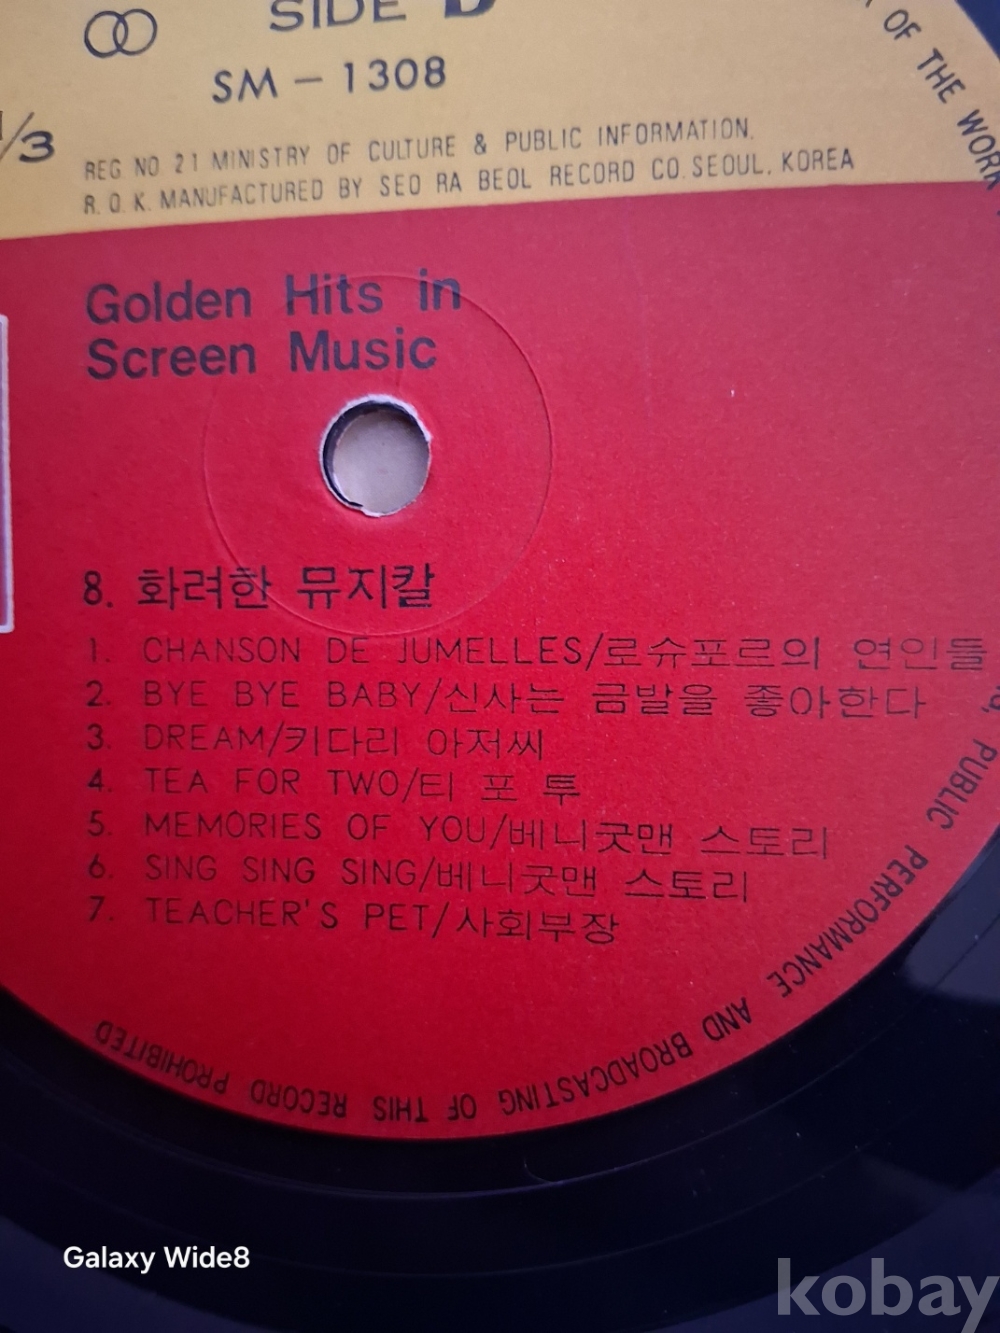 SIDE
SM - 1308
/3
REG NO 21 MINISTRY OF CULTURE & PUBLIC INFORMATION.
R. O. K. MANUFACTURED BY SEO RA BEOL RECORD CO. SEOUL, KOREA
Golden Hits in
Screen Music
8. 화려한 뮤지칼
1. CHANSON DE JUMELLES/로슈포르의 연인들
2. BYE BYE BABY/신사는 금발을 좋아한다
3. DREAM/키다리 아저씨
4. TEA FOR TWO/티 포 투
5. MEMORIES OF YOU/베니굿맨 스토리
6. SING SING SING/베니굿맨 스토리
7. TEACHER'S PET/사회부장
OF THE WORK
PUBLIC PERFORMANCE AND BROADCASTING OF THIS RECORD PROHIBITED
Galaxy Wide8
kobay